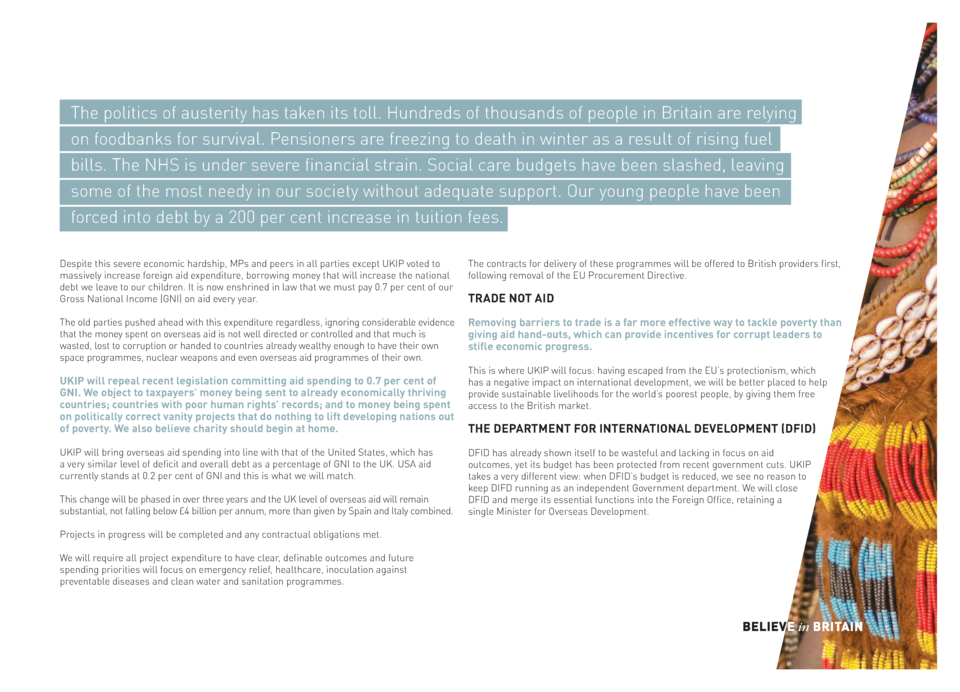 The politics of austerity has taken its toll. Hundreds of thousands of people in Britain are relying
on foodbanks for survival. Pensioners are freezing to death in winter as a result of rising fuel
bills. The NHS is under severe financial strain. Social care budgets have been slashed, leaving
some of the most needy in our society without adequate support. Our young people have been
forced into debt by a 200 per cent increase in tuition fees.
Despite this severe economic hardship, MPs and peers in all parties except UKIP voted to
massively increase foreign aid expenditure, borrowing money that will increase the national
debt we leave to our children. It is now enshrined in law that we must pay 0.7 per cent of our
Gross National Income (GNI) on aid every year.
The old parties pushed ahead with this expenditure regardless, ignoring considerable evidence
that the money spent on overseas aid is not well directed or controlled and that much is
wasted, lost to corruption or handed to countries already wealthy enough to have their own
space programmes, nuclear weapons and even overseas aid programmes of their own.
UKIP will repeal recent legislation committing aid spending to 0.7 per cent of
GNI. We object to taxpayers' money being sent to already economically thriving
countries; countries with poor human rights' records; and to money being spent
on politically correct vanity projects that do nothing to lift developing nations out
of poverty. We also believe charity should begin at home.
UKIP will bring overseas aid spending into line with that of the United States, which has
a very similar level of deficit and overall debt as a percentage of GNI to the UK. USA aid
currently stands at 0.2 per cent of GNI and this is what we will match.
This change will be phased in over three years and the UK level of overseas aid will remain
substantial, not falling below £4 billion per annum, more than given by Spain and Italy combined.
Projects in progress will be completed and any contractual obligations met.
We will require all project expenditure to have clear, definable outcomes and future
spending priorities will focus on emergency relief, healthcare, inoculation against
preventable diseases and clean water and sanitation programmes.
The contracts for delivery of these programmes will be offered to British providers first,
following removal of the EU Procurement Directive.
TRADE NOT AID
Removing barriers to trade is a far more effective way to tackle poverty than
giving aid hand-outs, which can provide incentives for corrupt leaders to
stifle economic progress.
This is where UKIP will focus: having escaped from the EU's protectionism, which
has a negative impact on international development, we will be better placed to help
provide sustainable livelihoods for the world's poorest people, by giving them free
access to the British market.
THE DEPARTMENT FOR INTERNATIONAL DEVELOPMENT (DFID)
DFID has already shown itself to be wasteful and lacking in focus on aid
outcomes, yet its budget has been protected from recent government cuts. UKIP
takes a very different view: when DFID's budget is reduced, we see no reason to
keep DIFD running as an independent Government department. We will close
DFID and merge its essential functions into the Foreign Office, retaining a
single Minister for Overseas Development.
BELIEVE in BRITAIN